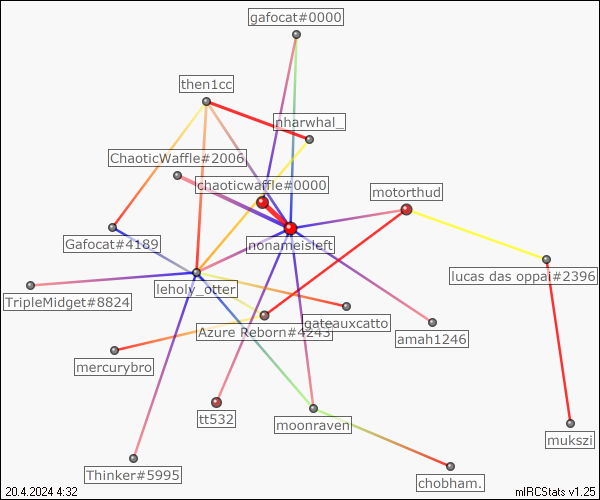 gafocat#0000
then1cc
nharwhal_
ChaoticWaffle#2006
chaoticwaffle#0000
motorthud
Gafocat#4189
nonameisleft
lucas das oppai#2396
leholy_otter
TripleMidget#8824
gateauxcatto
Azure Reborn#4243
amah1246
mercurybro
tt532
moonraven
mukszi
Thinker#5995
chobham.
20.4.2024 4:32
mIRCStats v1.25